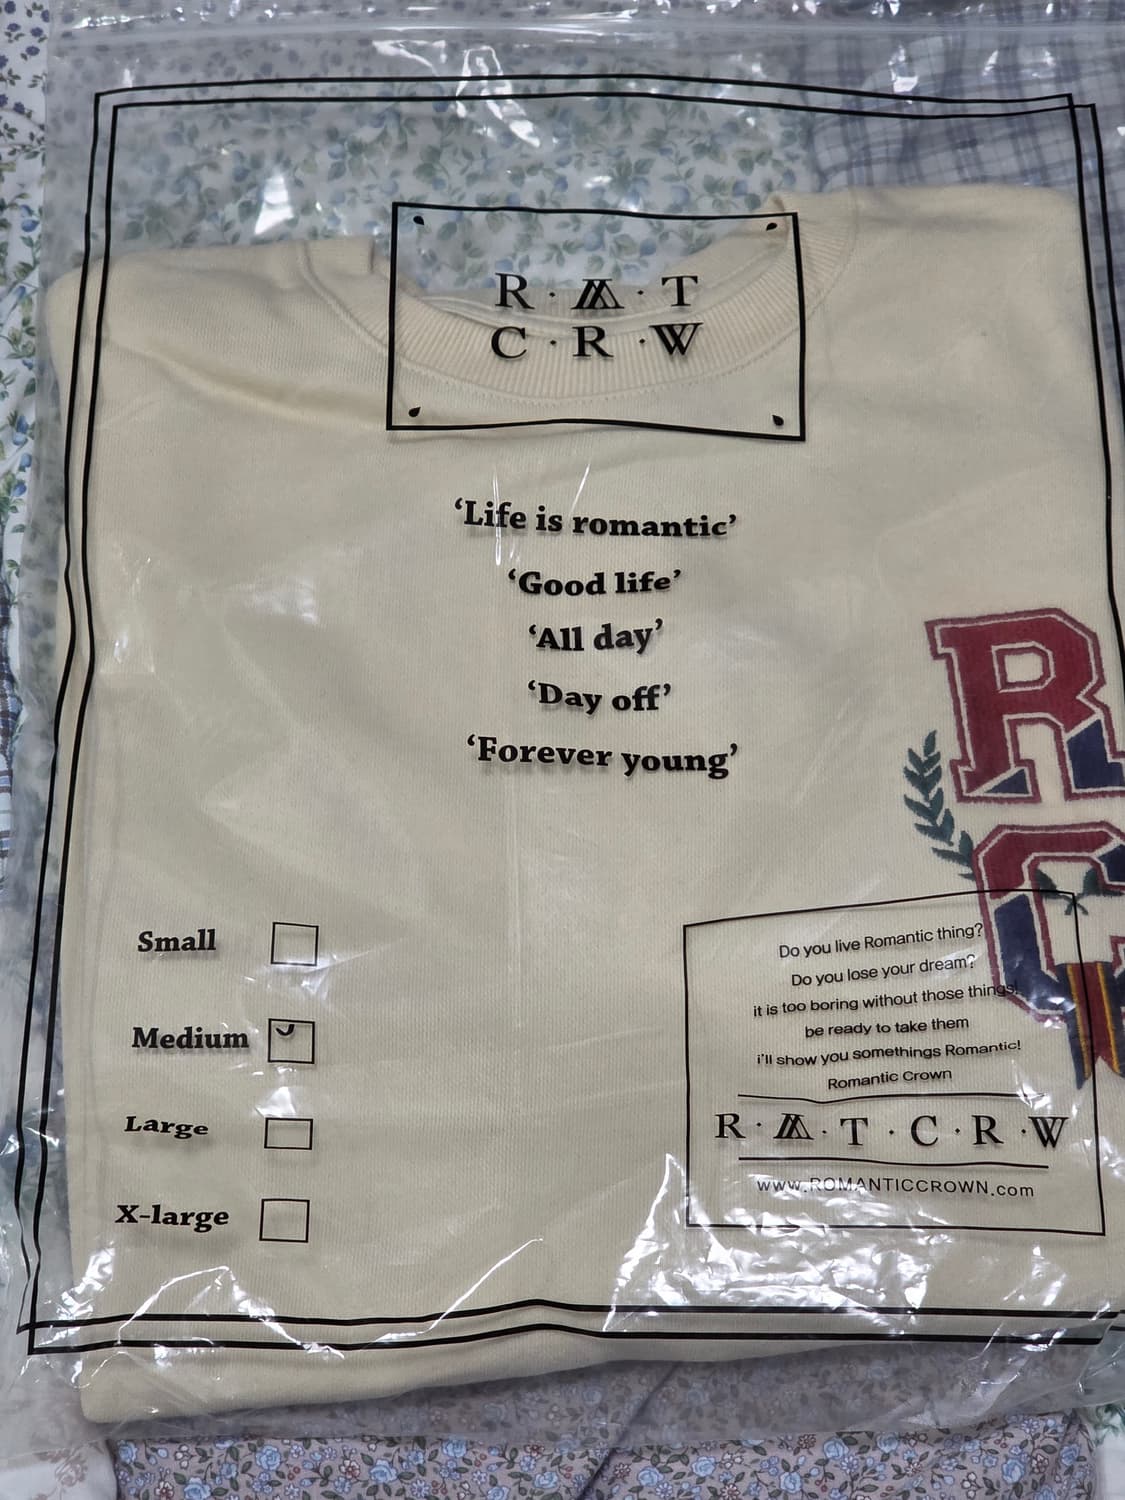 R · M · T
C · R · W
‘Life is romantic’
‘Good life’
‘All day’
‘Day off’
‘Forever young’
R
C
Small
Medium
Large
X-large
Do you live Romantic thing?
Do you lose your dream?
it is too boring without those things!
be ready to take them
i'll show you somethings Romantic!
Romantic Crown
R · M · T · C · R · W
www.ROMANTICCROWN.com